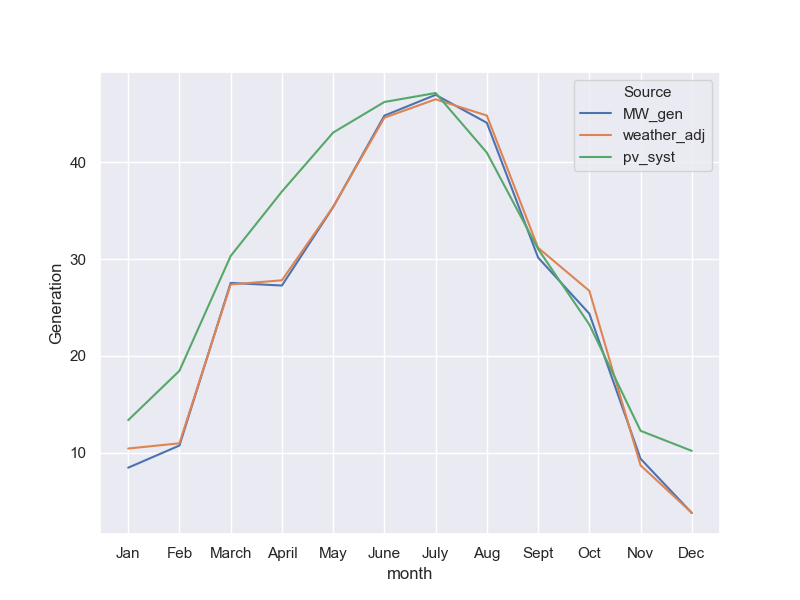 Source
MW_gen
weather_adj
pv_syst
Generation
40
30
20
10
Jan Feb March April May June July Aug Sept Oct Nov Dec
month